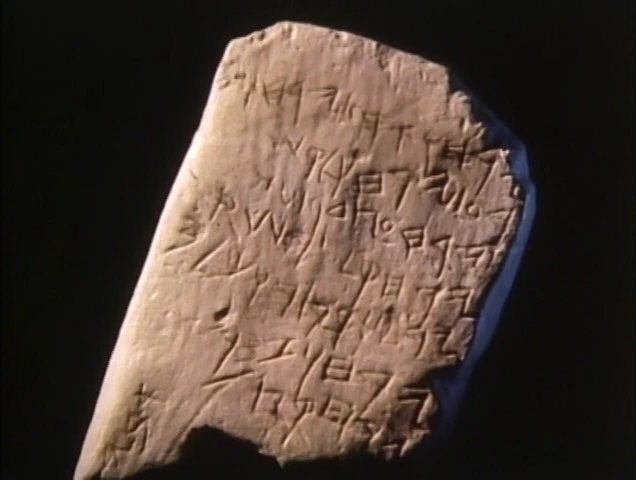 𐤉𐤓𐤇𐤅 𐤀𐤎𐤐 𐤉𐤓𐤇𐤅 𐤆
𐤓𐤏 𐤉𐤓𐤇𐤅 𐤋𐤒𐤔
𐤉𐤓𐤇 𐤏𐤑𐤃 𐤐𐤔𐤕
𐤉𐤓𐤇 𐤒𐤑𐤓 𐤔𐤏𐤓𐤌
𐤉𐤓𐤇 𐤒𐤑𐤓 𐤅𐤊𐤋
𐤉𐤓𐤇𐤅 𐤆𐤌𐤓
𐤉𐤓𐤇 𐤒𐤑